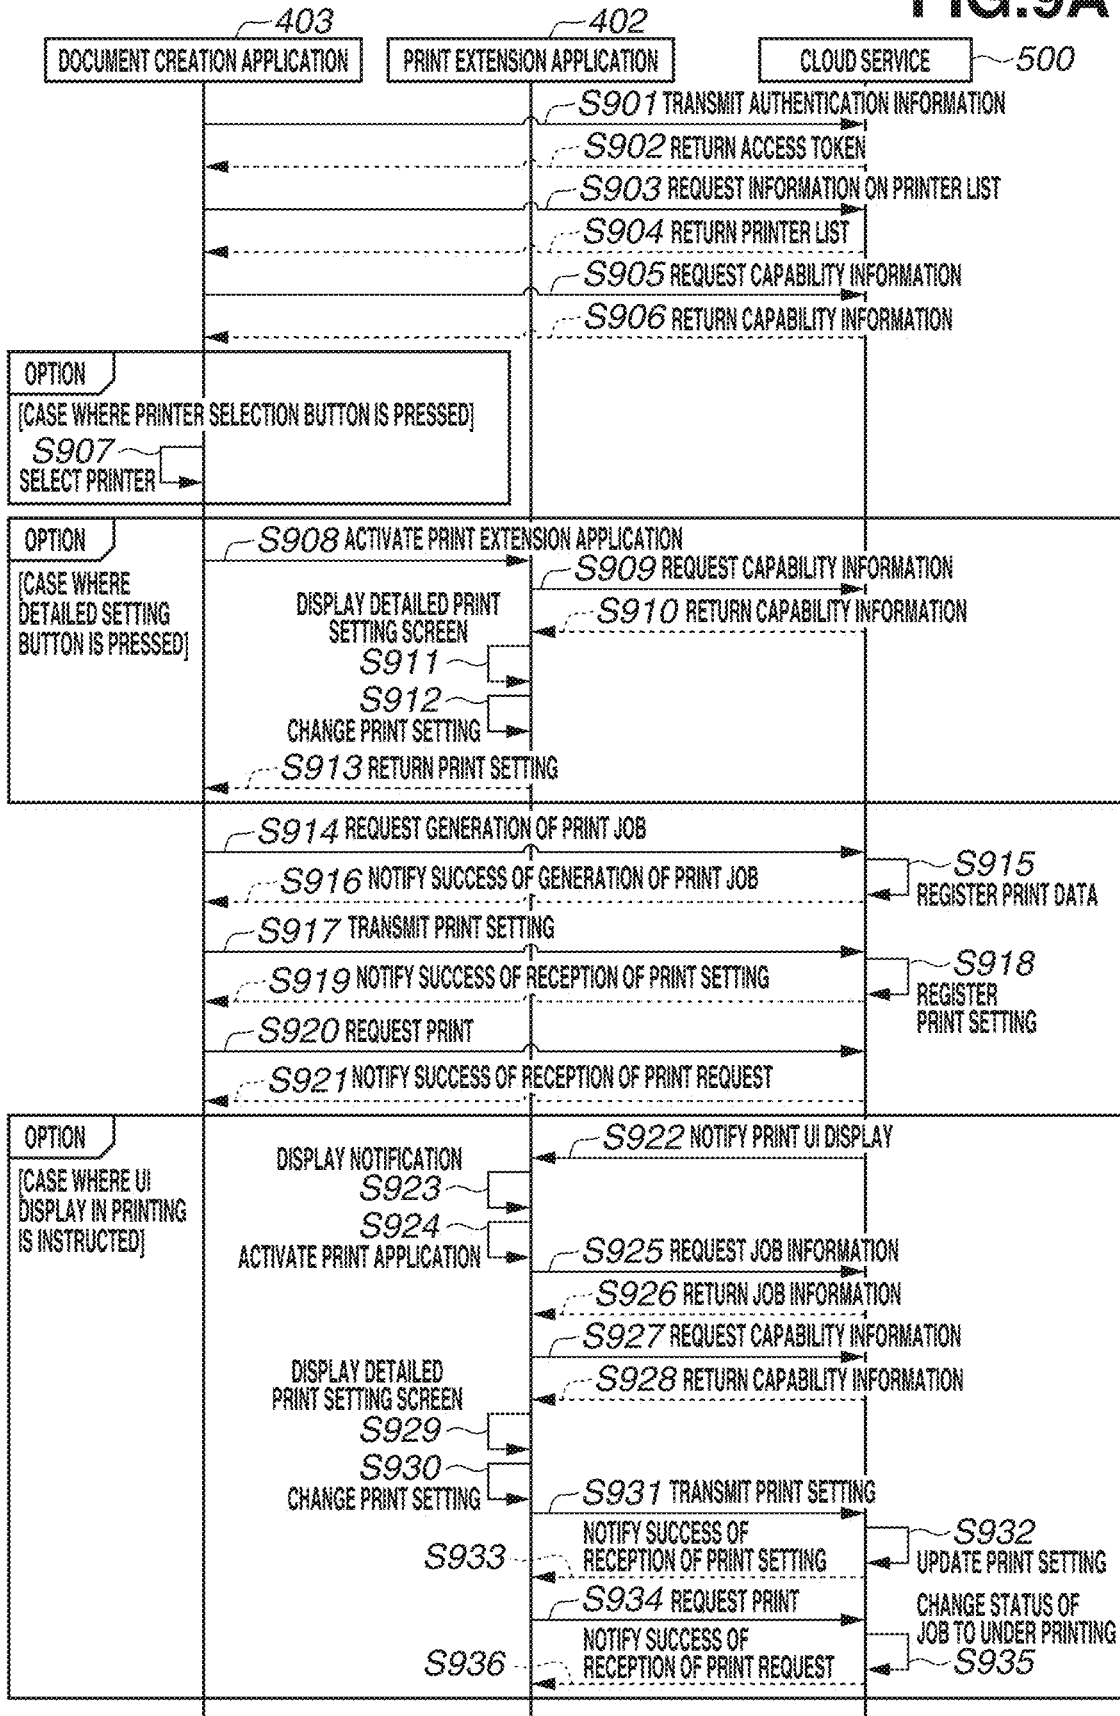 FIG.9A
403
402
DOCUMENT CREATION APPLICATION
PRINT EXTENSION APPLICATION
CLOUD SERVICE
500
S901 TRANSMIT AUTHENTICATION INFORMATION
S902 RETURN ACCESS TOKEN
S903 REQUEST INFORMATION ON PRINTER LIST
S904 RETURN PRINTER LIST
S905 REQUEST CAPABILITY INFORMATION
S906 RETURN CAPABILITY INFORMATION
OPTION
[CASE WHERE PRINTER SELECTION BUTTON IS PRESSED]
S907
SELECT PRINTER
OPTION
[CASE WHERE
DETAILED SETTING
BUTTON IS PRESSED]
S908 ACTIVATE PRINT EXTENSION APPLICATION
S909 REQUEST CAPABILITY INFORMATION
S910 RETURN CAPABILITY INFORMATION
DISPLAY DETAILED PRINT
SETTING SCREEN
S911
S912
CHANGE PRINT SETTING
S913 RETURN PRINT SETTING
S914 REQUEST GENERATION OF PRINT JOB
S915
REGISTER PRINT DATA
S916 NOTIFY SUCCESS OF GENERATION OF PRINT JOB
S917 TRANSMIT PRINT SETTING
S918
REGISTER
PRINT SETTING
S919 NOTIFY SUCCESS OF RECEPTION OF PRINT SETTING
S920 REQUEST PRINT
S921 NOTIFY SUCCESS OF RECEPTION OF PRINT REQUEST
OPTION
[CASE WHERE UI
DISPLAY IN PRINTING
IS INSTRUCTED]
S922 NOTIFY PRINT UI DISPLAY
DISPLAY NOTIFICATION
S923
S924
ACTIVATE PRINT APPLICATION
S925 REQUEST JOB INFORMATION
S926 RETURN JOB INFORMATION
S927 REQUEST CAPABILITY INFORMATION
S928 RETURN CAPABILITY INFORMATION
DISPLAY DETAILED
PRINT SETTING SCREEN
S929
S930
CHANGE PRINT SETTING
S931 TRANSMIT PRINT SETTING
S932
UPDATE PRINT SETTING
NOTIFY SUCCESS OF
S933 RECEPTION OF PRINT SETTING
S934 REQUEST PRINT
CHANGE STATUS OF
JOB TO UNDER PRINTING
S935
NOTIFY SUCCESS OF
S936 RECEPTION OF PRINT REQUEST